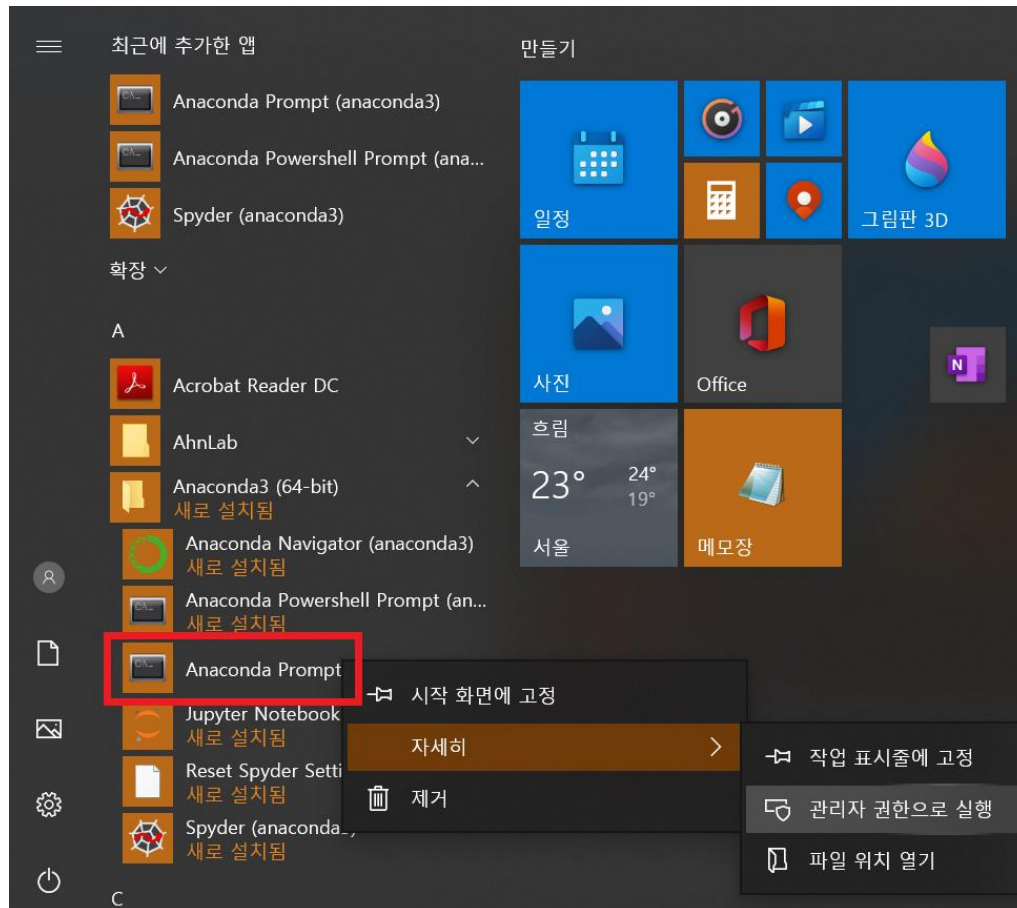 최근에 추가한 앱
Anaconda Prompt (anaconda3)
Anaconda Powershell Prompt (ana...
Spyder (anaconda3)
확장
A
Acrobat Reader DC
AhnLab
Anaconda3 (64-bit)
새로 설치됨
Anaconda Navigator (anaconda3)
새로 설치됨
Anaconda Powershell Prompt (an...
새로 설치됨
Anaconda Prompt
Jupyter Notebook
새로 설치됨
Reset Spyder Setti
새로 설치됨
Spyder (anaconda
새로 설치됨
C
만들기
일정
그림판 3D
사진
Office
N
흐림
23° 24°
19°
서울
메모장
시작 화면에 고정
자세히
제거
작업 표시줄에 고정
관리자 권한으로 실행
파일 위치 열기